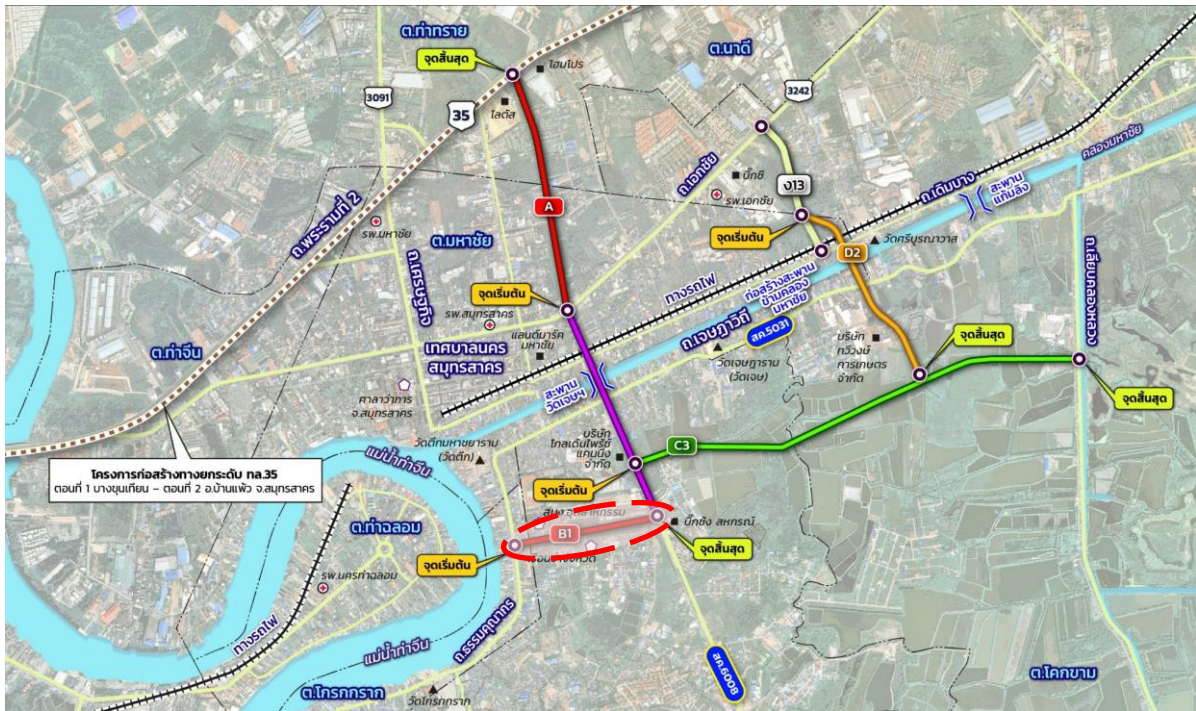 ต.ท่าทราย
จุดสิ้นสุด
โฮมโปร
ต.นาดี
3091
35
โลตัส
3242
คลองมหาชัย
ถ.เอกชัย
บิ๊กซี
รพ.เอกชัย
ง13
ถ.เดิมบาง
สะพาน
แก้มลิง
A
ถ.พระรามที่ 2
รพ.มหาชัย
ต.มหาชัย
ถ.เศรษฐกิจ
จุดเริ่มต้น
D2
วัดศรีบูรณาวาส
ถ.เลียบคลองหลวง
ทางรถไฟ
ก่อสร้างสะพาน
ข้ามคลอง
มหาชัย
จุดเริ่มต้น
รพ.สมุทรสาคร
แลนด์มาร์ค
มหาชัย
เทศบาลนคร
สมุทรสาคร
ถ.เจษฎาวิถี
สค.5031
วัดเจษฎาราม
(วัดเจษ)
บริษัท
ทวีวงษ์
การเกษตร
จำกัด
จุดสิ้นสุด
จุดสิ้นสุด
ต.ท่าจีน
ศาลาว่าการ
จ.สมุทรสาคร
สะพาน
วัดเจษฯ
บริษัท
โกลเด้นไพร้ซ์
แคนนิ่ง
จำกัด
C3
วัดตึกมหาชยาราม
(วัดตึก)
แม่น้ำท่าจีน
โครงการก่อสร้างทางยกระดับ ทล.35
ตอนที่ 1 บางขุนเทียน – ตอนที่ 2 อ.บ้านแพ้ว จ.สมุทรสาคร
จุดเริ่มต้น
ต.ท่าฉลอม
B1
บิ๊กซัง สหกรณ์
จุดสิ้นสุด
จุดเริ่มต้น
รพ.นครท่าฉลอม
ทางรถไฟ
แม่น้ำท่าจีน
ถ.ธรรมคุณากร
สค.6008
ต.โคกขาม
ต.โกรกกราก
วัดโกรกกราก